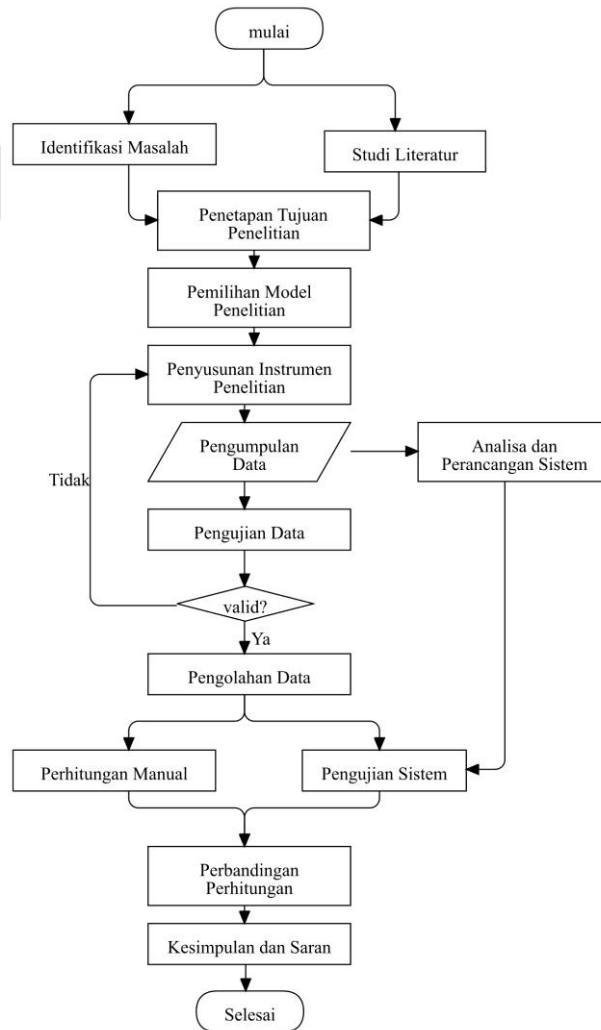 mulai
Identifikasi Masalah
Studi Literatur
Penetapan Tujuan
Penelitian
Pemilihan Model
Penelitian
Penyusunan Instrumen
Penelitian
Pengumpulan
Data
Analisa dan
Perancangan Sistem
Tidak
Pengujian Data
valid?
Ya
Pengolahan Data
Perhitungan Manual
Pengujian Sistem
Perbandingan
Perhitungan
Kesimpulan dan Saran
Selesai